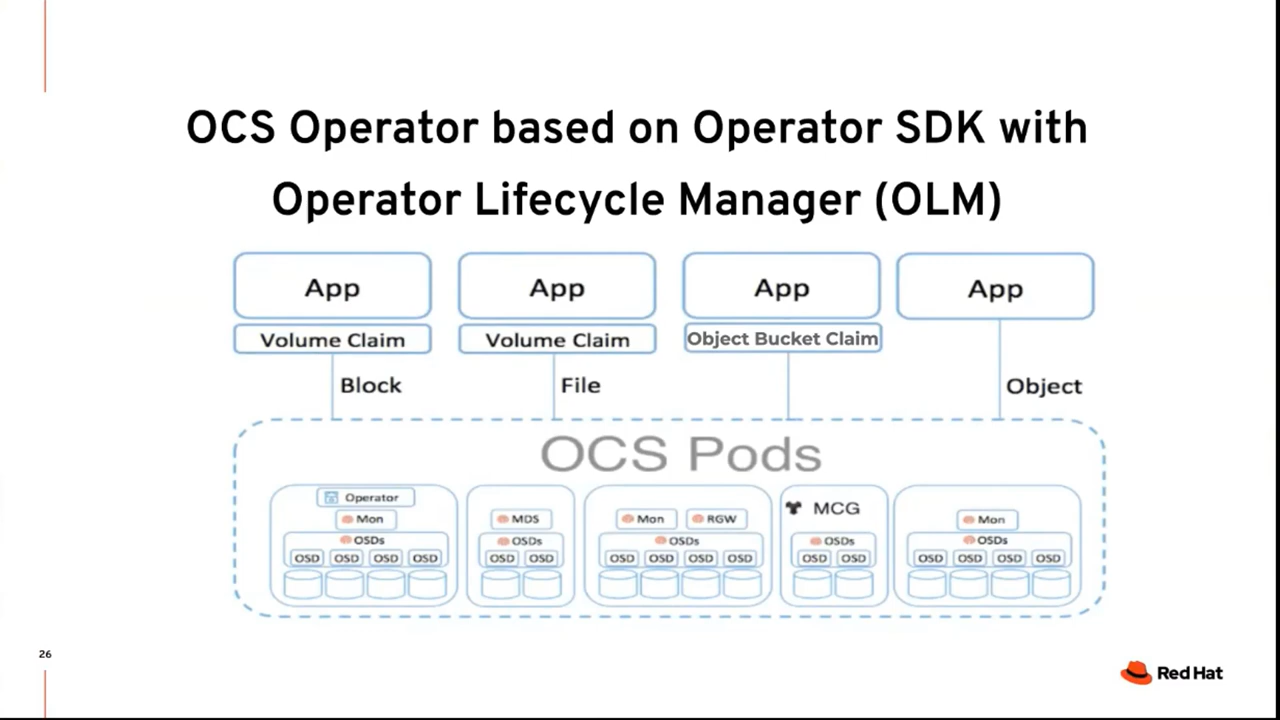 OCS Operator based on Operator SDK with
Operator Lifecycle Manager (OLM)
App App App App
Volume Claim Volume Claim Object Bucket Claim
Block File Object
OCS Pods
Operator
Mon MDS Mon RGW MCG Mon
OSDs OSDs OSDs OSDs OSDs
OSD OSD OSD OSD OSD OSD OSD OSD OSD OSD OSD OSD OSD OSD OSD OSD
26
Red Hat